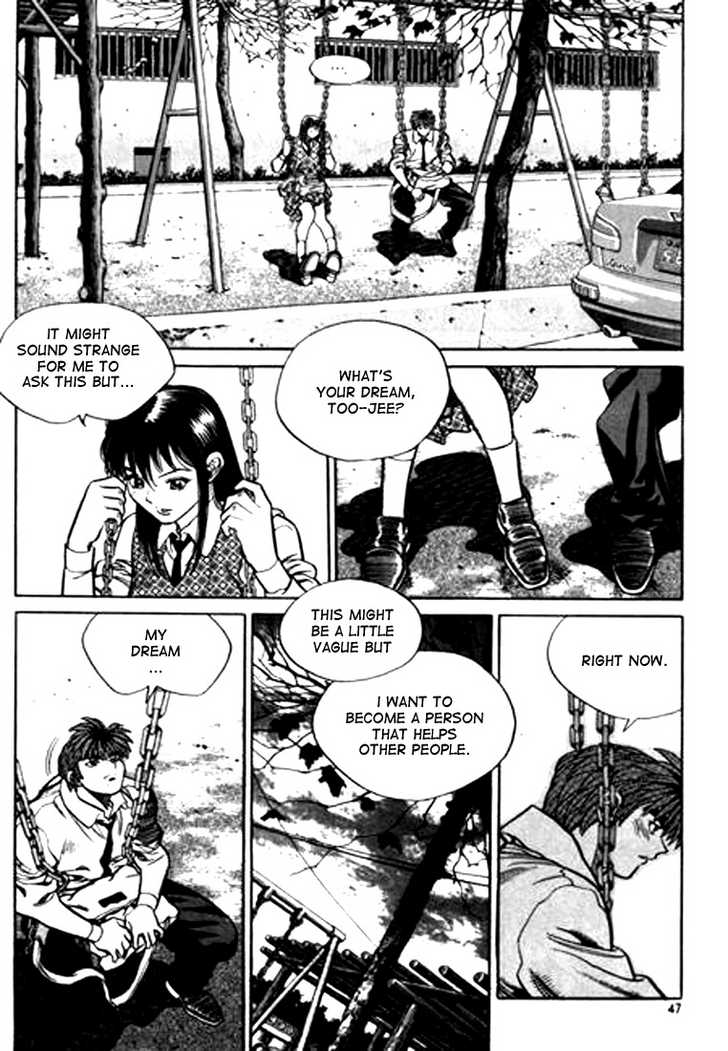 ...
IT MIGHT
SOUND STRANGE
FOR ME TO
ASK THIS BUT...
WHAT'S
YOUR DREAM,
TOO-JEE?
MY
DREAM
...
THIS MIGHT
BE A LITTLE
VAGUE BUT
I WANT TO
BECOME A PERSON
THAT HELPS
OTHER PEOPLE.
RIGHT NOW.
47